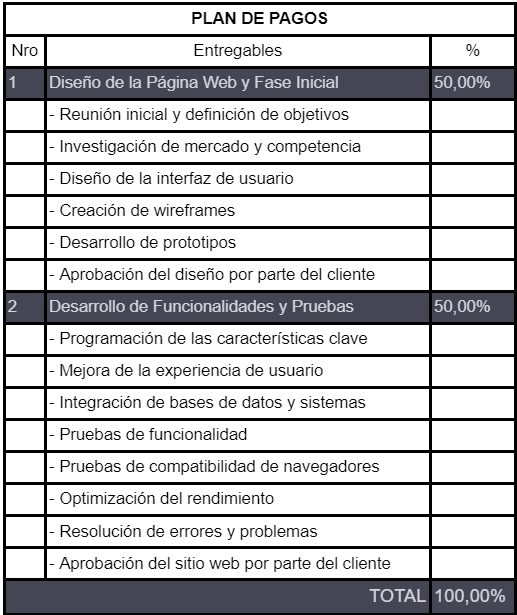 PLAN DE PAGOS
Nro Entregables %
1 Diseño de la Página Web y Fase Inicial 50,00%
- Reunión inicial y definición de objetivos
- Investigación de mercado y competencia
- Diseño de la interfaz de usuario
- Creación de wireframes
- Desarrollo de prototipos
- Aprobación del diseño por parte del cliente
2 Desarrollo de Funcionalidades y Pruebas 50,00%
- Programación de las características clave
- Mejora de la experiencia de usuario
- Integración de bases de datos y sistemas
- Pruebas de funcionalidad
- Pruebas de compatibilidad de navegadores
- Optimización del rendimiento
- Resolución de errores y problemas
- Aprobación del sitio web por parte del cliente
TOTAL 100,00%